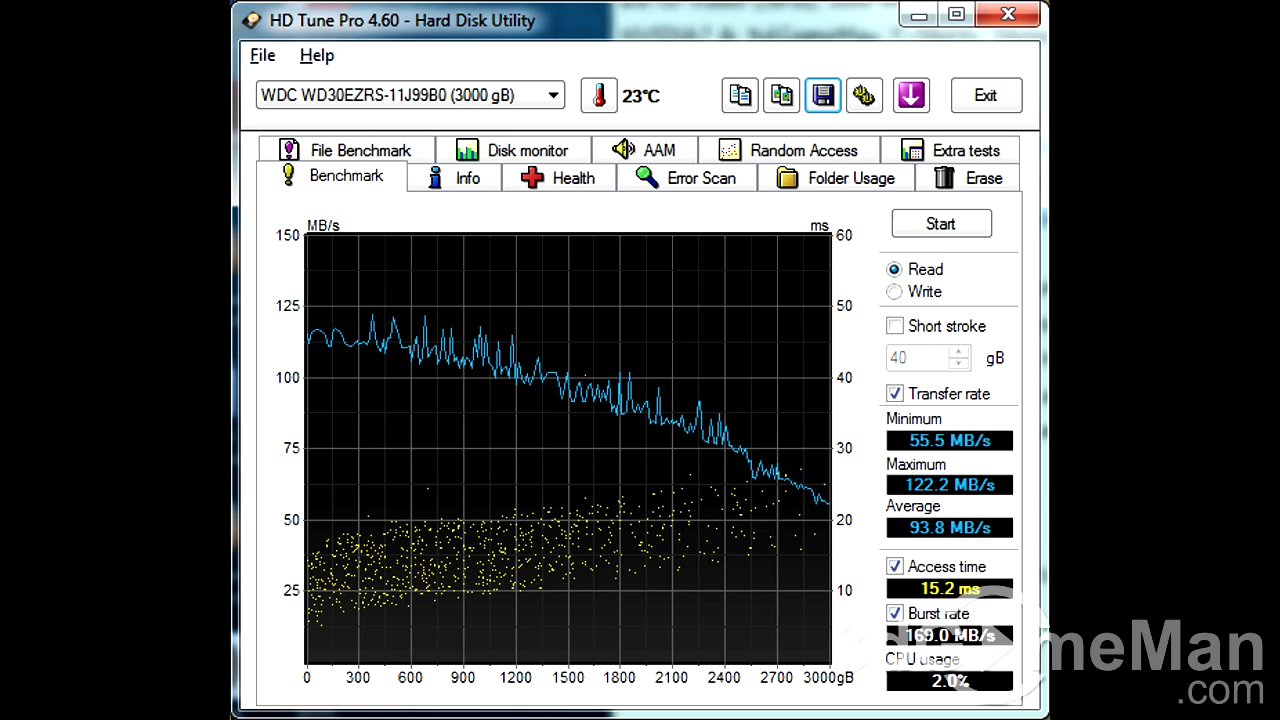 HD Tune Pro 4.60 - Hard Disk Utility
File Help
WDC WD30EZRS-11J99B0 (3000 gB) 23°C Exit
File Benchmark Disk monitor AAM Random Access Extra tests
Benchmark Info Health Error Scan Folder Usage Erase
MB/s ms
Start
150 60
125 50
100 40
75 30
50 20
25 10
0 300 600 900 1200 1500 1800 2100 2400 2700 3000gB
Read
Write
Short stroke
40 gB
Transfer rate
Minimum
55.5 MB/s
Maximum
122.2 MB/s
Average
93.8 MB/s
Access time
15.2 ms
Burst rate
169.0 MB/s
CPU usage
2.0%
meMan
.com